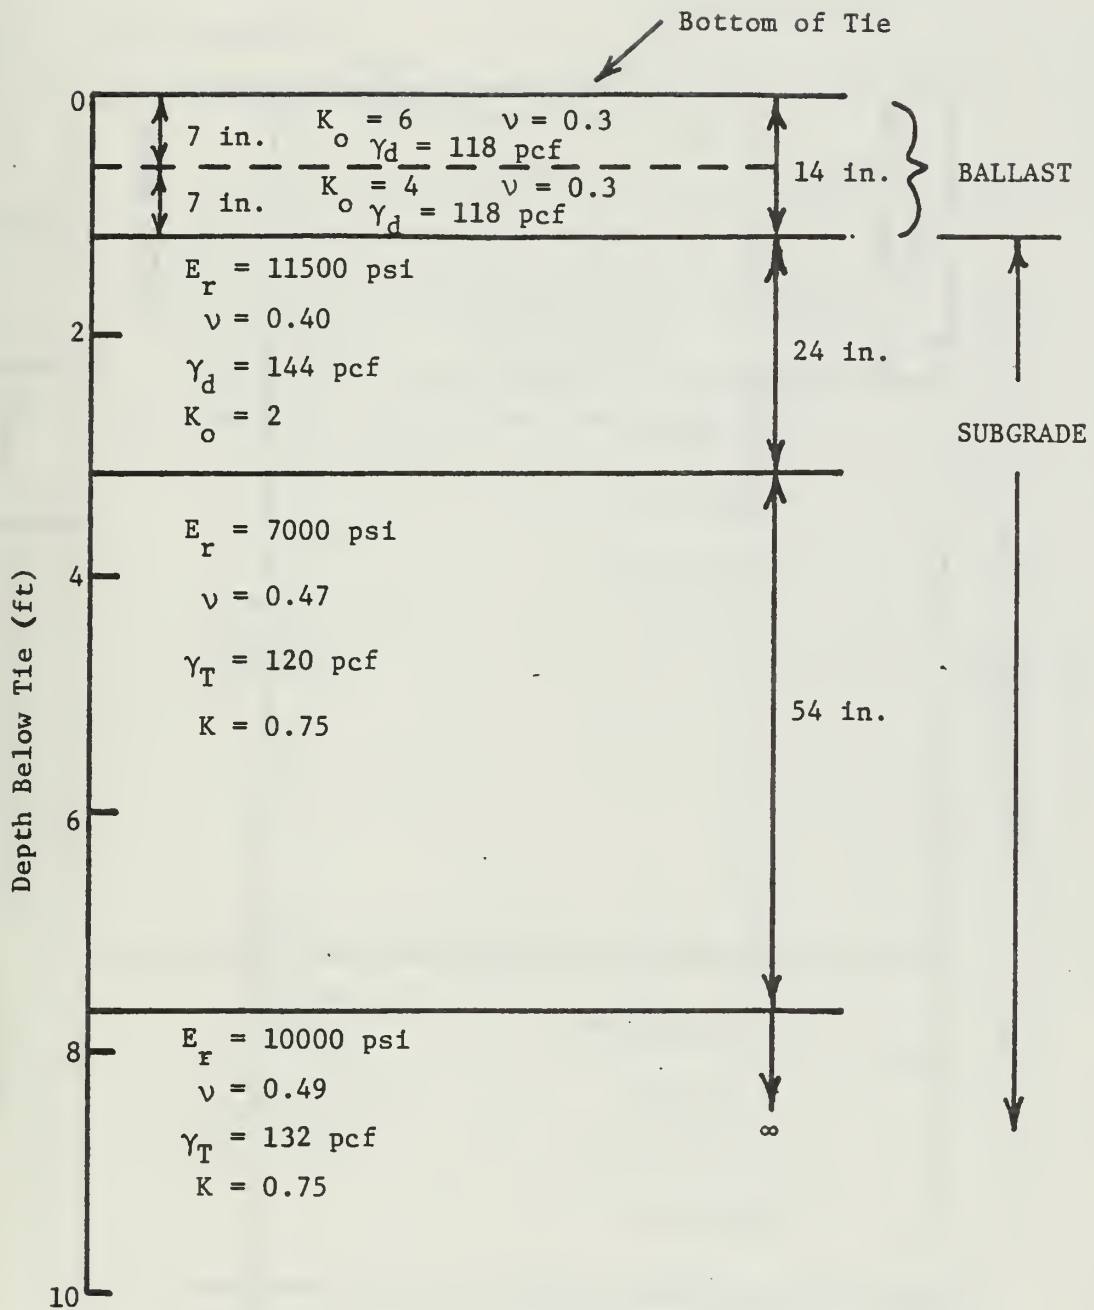 Bottom of Tie
0
7 in.
K_o = 6 ν = 0.3
γ_d = 118 pcf
14 in.
BALLAST
7 in.
K_o = 4 ν = 0.3
γ_d = 118 pcf
E_r = 11500 psi
ν = 0.40
γ_d = 144 pcf
K_o = 2
2
24 in.
SUBGRADE
E_r = 7000 psi
ν = 0.47
γ_T = 120 pcf
K = 0.75
4
54 in.
Depth Below Tie (ft)
6
E_r = 10000 psi
ν = 0.49
γ_T = 132 pcf
K = 0.75
8
∞
10